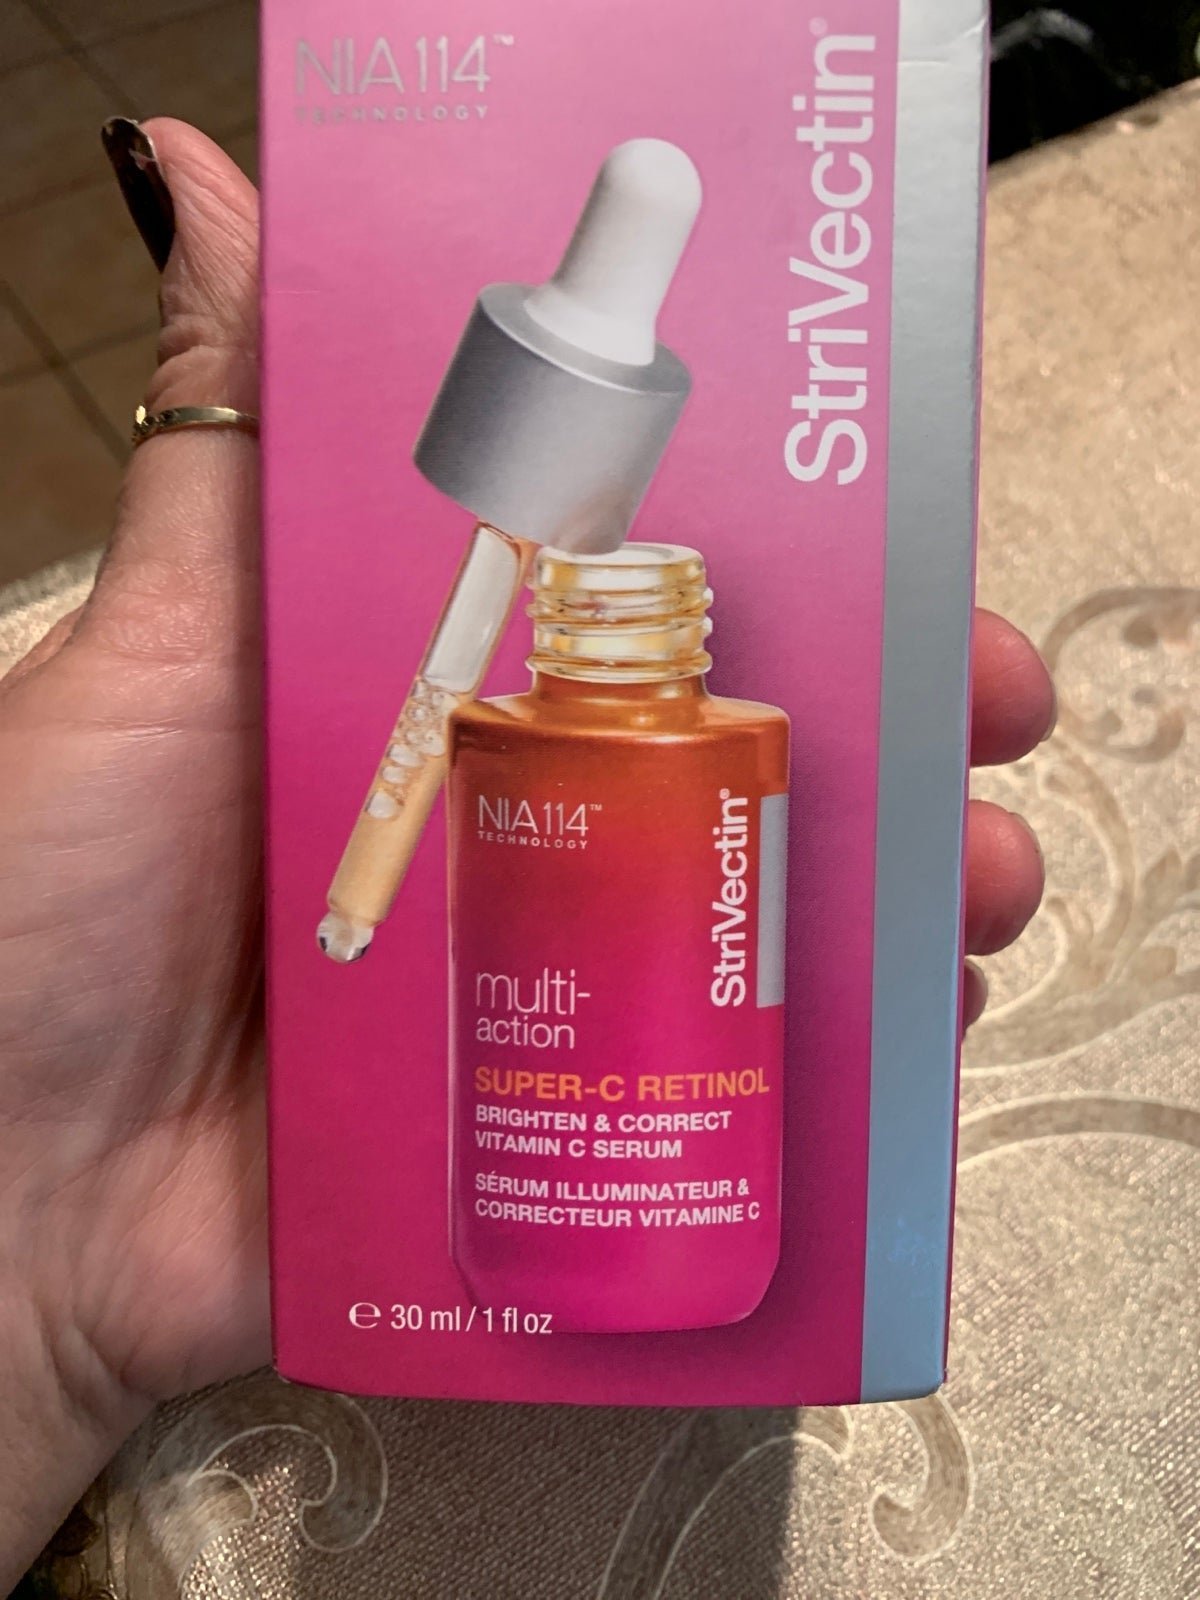 NIA114™
TECHNOLOGY
StriVectin®
NIA114™
TECHNOLOGY
StriVectin®
multi-
action
SUPER-C RETINOL
BRIGHTEN & CORRECT
VITAMIN C SERUM
SÉRUM ILLUMINATEUR &
CORRECTEUR VITAMINE C
℮ 30 ml / 1 fl oz